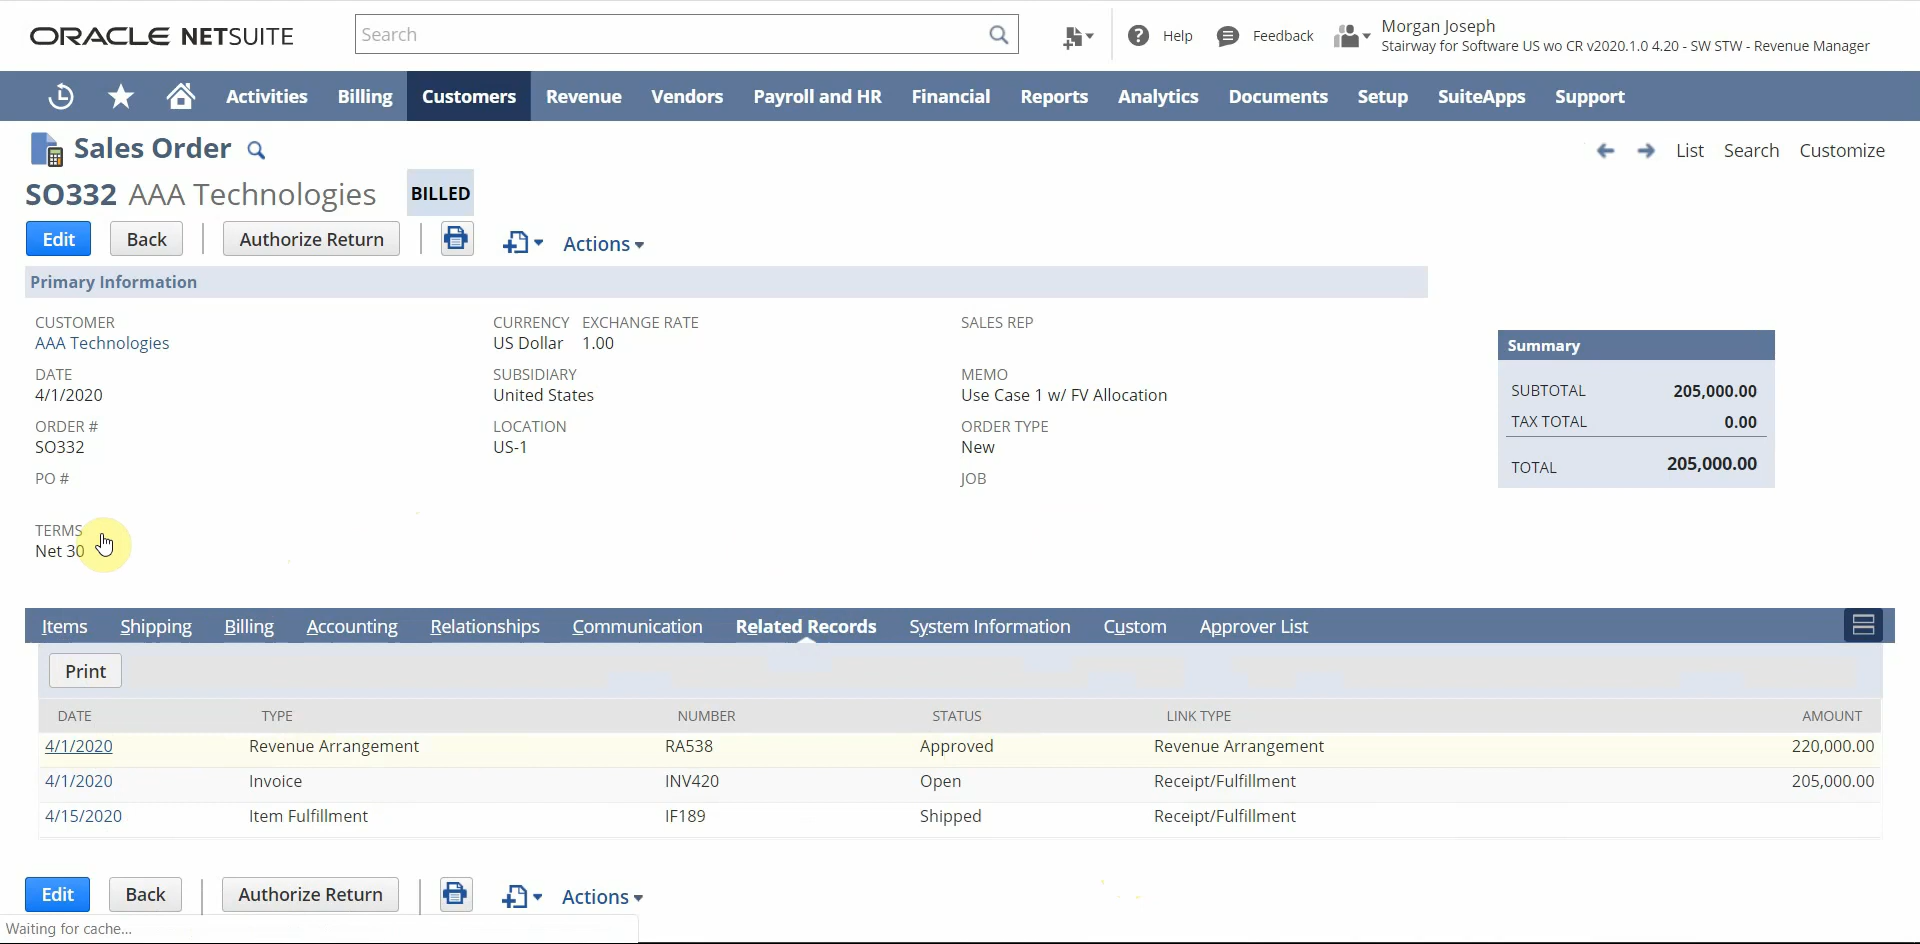 ORACLE NETSUITE
Search
Help
Feedback
Morgan Joseph
Stairway for Software US wo CR v2020.1.0 4.20 - SW STW - Revenue Manager
Activities Billing Customers Revenue Vendors Payroll and HR Financial Reports Analytics Documents Setup SuiteApps Support
Sales Order
List Search Customize
SO332 AAA Technologies BILLED
Edit Back Authorize Return Actions
Primary Information
CUSTOMER
AAA Technologies
DATE
4/1/2020
ORDER #
SO332
PO #
TERMS
Net 30
CURRENCY EXCHANGE RATE
US Dollar 1.00
SUBSIDIARY
United States
LOCATION
US-1
SALES REP
MEMO
Use Case 1 w/ FV Allocation
ORDER TYPE
New
JOB
Summary
SUBTOTAL 205,000.00
TAX TOTAL 0.00
TOTAL 205,000.00
Items Shipping Billing Accounting Relationships Communication Related Records System Information Custom Approver List
Print
DATE TYPE NUMBER STATUS LINK TYPE AMOUNT
4/1/2020 Revenue Arrangement RA538 Approved Revenue Arrangement 220,000.00
4/1/2020 Invoice INV420 Open Receipt/Fulfillment 205,000.00
4/15/2020 Item Fulfillment IF189 Shipped Receipt/Fulfillment
Edit Back Authorize Return Actions
Waiting for cache...